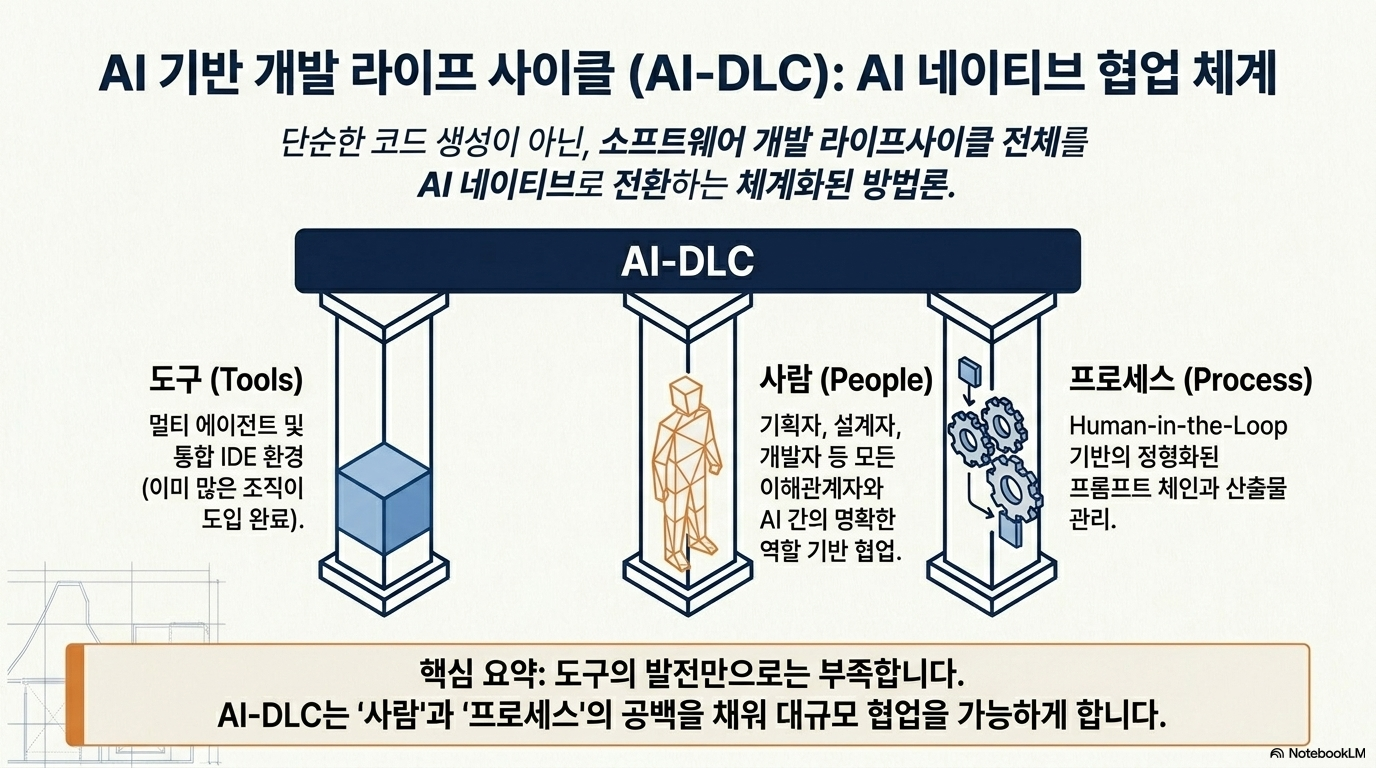 AI 기반 개발 라이프 사이클 (AI-DLC): AI 네이티브 협업 체계
단순한 코드 생성이 아닌, 소프트웨어 개발 라이프사이클 전체를
AI 네이티브로 전환하는 체계화된 방법론.
AI-DLC
도구 (Tools)
멀티 에이전트 및
통합 IDE 환경
(이미 많은 조직이
도입 완료).
사람 (People)
기획자, 설계자,
개발자 등 모든
이해관계자와
AI 간의 명확한
역할 기반 협업.
프로세스 (Process)
Human-in-the-Loop
기반의 정형화된
프롬프트 체인과 산출물
관리.
핵심 요약: 도구의 발전만으로는 부족합니다.
AI-DLC는 ‘사람'과 ‘프로세스'의 공백을 채워 대규모 협업을 가능하게 합니다.
NotebookLM